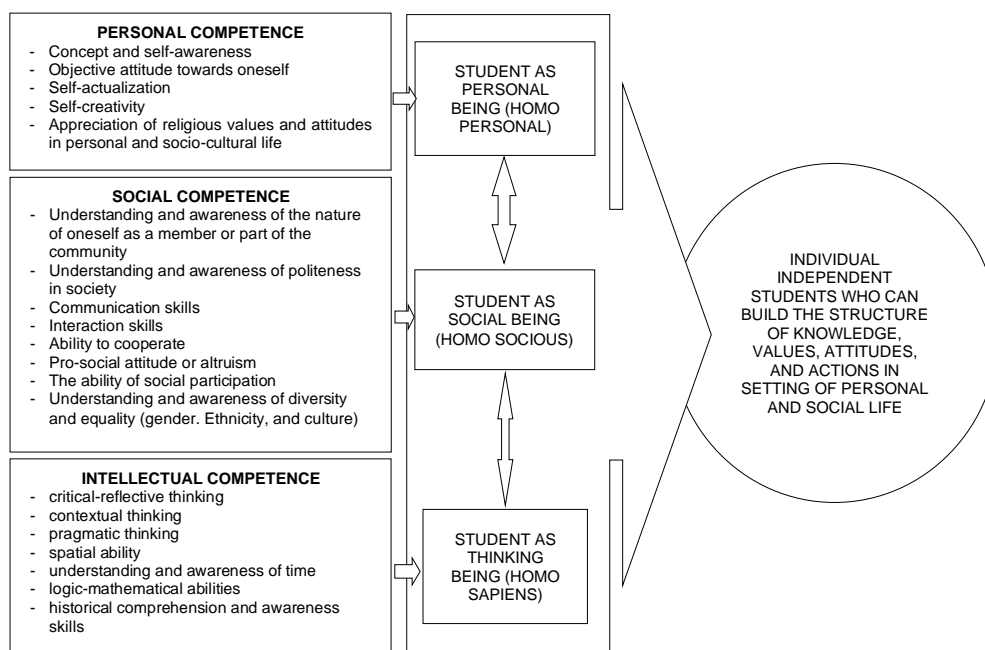 PERSONAL COMPETENCE
- Concept and self-awareness
- Objective attitude towards oneself
- Self-actualization
- Self-creativity
- Appreciation of religious values and attitudes
in personal and socio-cultural life
SOCIAL COMPETENCE
- Understanding and awareness of the nature
of oneself as a member or part of the
community
- Understanding and awareness of politeness
in society
- Communication skills
- Interaction skills
- Ability to cooperate
- Pro-social attitude or altruism
- The ability of social participation
- Understanding and awareness of diversity
and equality (gender. Ethnicity, and culture)
INTELLECTUAL COMPETENCE
- critical-reflective thinking
- contextual thinking
- pragmatic thinking
- spatial ability
- understanding and awareness of time
- logic-mathematical abilities
- historical comprehension and awareness
skills
STUDENT AS
PERSONAL
BEING (HOMO
PERSONAL)
STUDENT AS
SOCIAL BEING
(HOMO SOCIOUS)
STUDENT AS
THINKING
BEING (HOMO
SAPIENS)
INDIVIDUAL
INDEPENDENT
STUDENTS WHO CAN
BUILD THE STRUCTURE
OF KNOWLEDGE,
VALUES, ATTITUDES,
AND ACTIONS IN
SETTING OF PERSONAL
AND SOCIAL LIFE